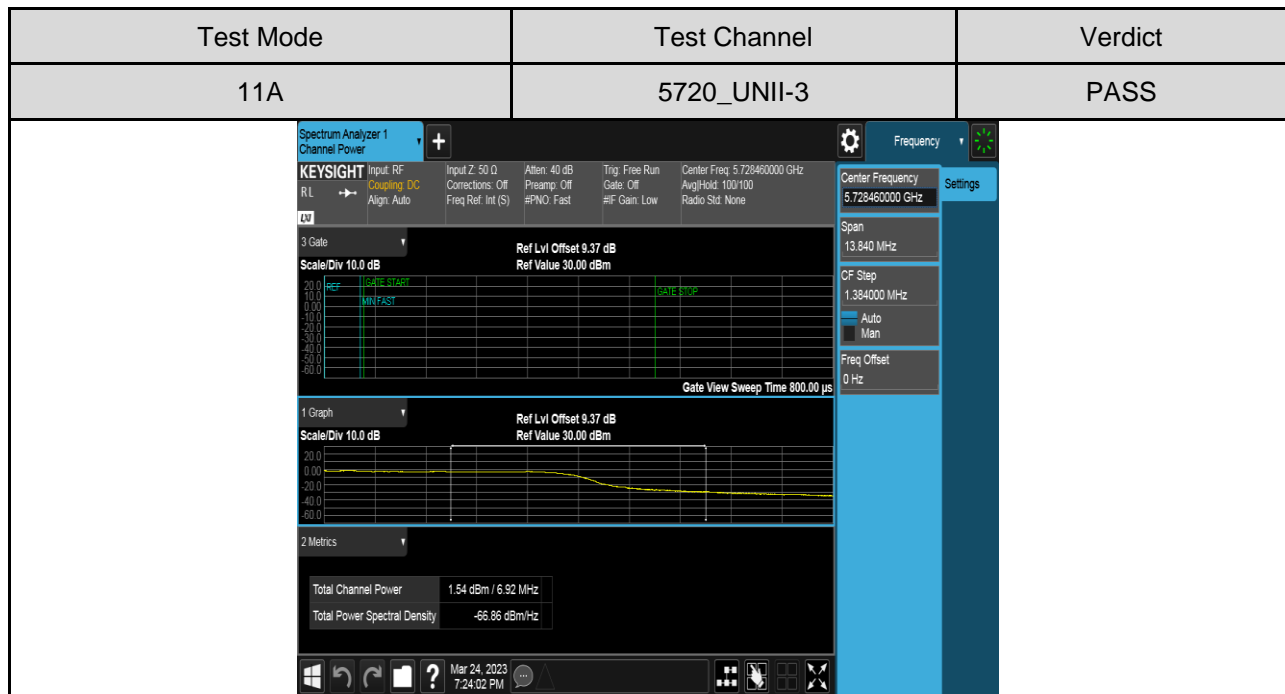 Test Mode Test Channel Verdict
11A 5720_UNII-3 PASS
Spectrum Analyzer 1
Channel Power
+
Frequency
KEYSIGHT
RL
LXI
Input: RF
Coupling: DC
Align: Auto
Input Z: 50 Ω
Corrections: Off
Freq Ref: Int (S)
Atten: 40 dB
Preamp: Off
#PNO: Fast
Trig: Free Run
Gate: Off
#IF Gain: Low
Center Freq: 5.728460000 GHz
Avg|Hold: 100/100
Radio Std: None
Center Frequency
5.728460000 GHz
Settings
Span
13.840 MHz
CF Step
1.384000 MHz
Auto
Man
Freq Offset
0 Hz
3 Gate
Scale/Div 10.0 dB
Ref Lvl Offset 9.37 dB
Ref Value 30.00 dBm
20.0
10.0
0.00
-10.0
-20.0
-30.0
-40.0
-50.0
-60.0
REF
GATE START
MIN FAST
GATE STOP
Gate View Sweep Time 800.00 µs
1 Graph
Scale/Div 10.0 dB
Ref Lvl Offset 9.37 dB
Ref Value 30.00 dBm
20.0
0.00
-20.0
-40.0
-60.0
2 Metrics
Total Channel Power 1.54 dBm / 6.92 MHz
Total Power Spectral Density -66.86 dBm/Hz
?
Mar 24, 2023
7:24:02 PM